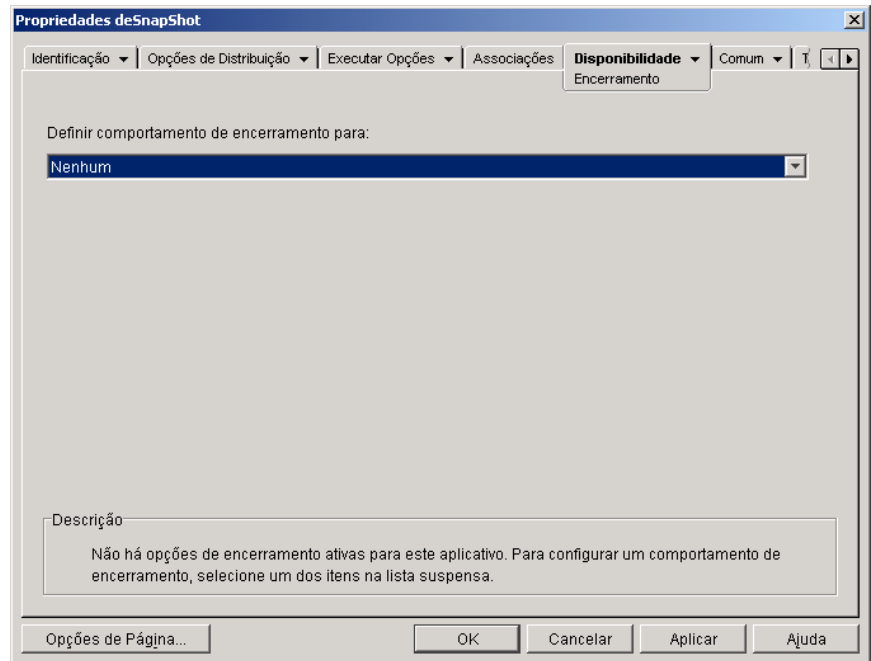 Propriedades deSnapShot
Identificação Opções de Distribuição Executar Opções Associações Disponibilidade Comum
Encerramento
Definir comportamento de encerramento para:
Nenhum
Descrição
Não há opções de encerramento ativas para este aplicativo. Para configurar um comportamento de
encerramento, selecione um dos itens na lista suspensa.
Opções de Página... OK Cancelar Aplicar Ajuda